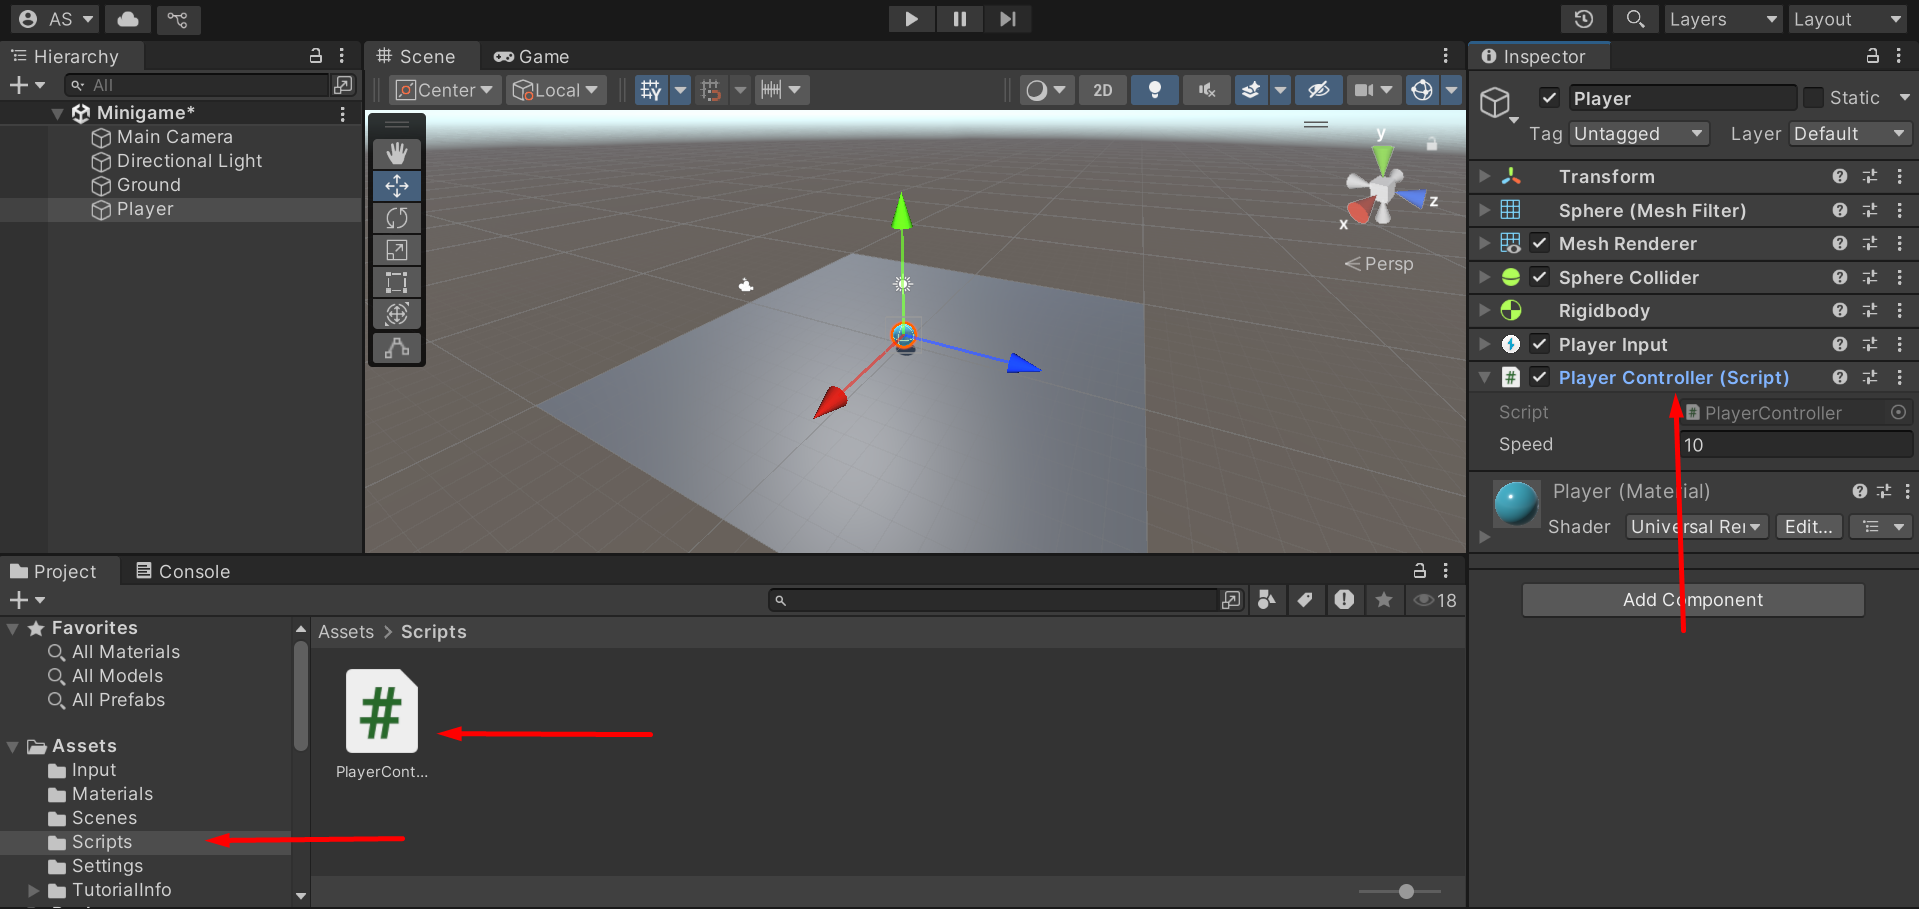 AS
Layers
Layout
Hierarchy
All
Minigame*
Main Camera
Directional Light
Ground
Player
Scene
Game
Center
Local
2D
y
z
x
Persp
Inspector
Player
Static
Tag
Untagged
Layer
Default
Transform
Sphere (Mesh Filter)
Mesh Renderer
Sphere Collider
Rigidbody
Player Input
Player Controller (Script)
Script
PlayerController
Speed
10
Player (Material)
Shader
Universal Rei
Edit...
Add Component
Project
Console
18
Favorites
All Materials
All Models
All Prefabs
Assets
Input
Materials
Scenes
Scripts
Settings
TutorialInfo
Assets > Scripts
PlayerCont...